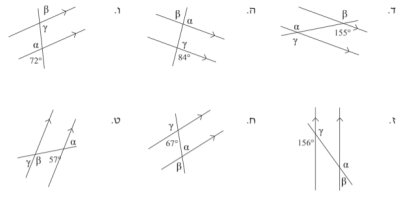 ד. β α 155° γ
ה. β α γ 84°
ו. β γ α 72°
ז. γ 156° α β
ח. γ 67° α β
ט. α γ β 57°